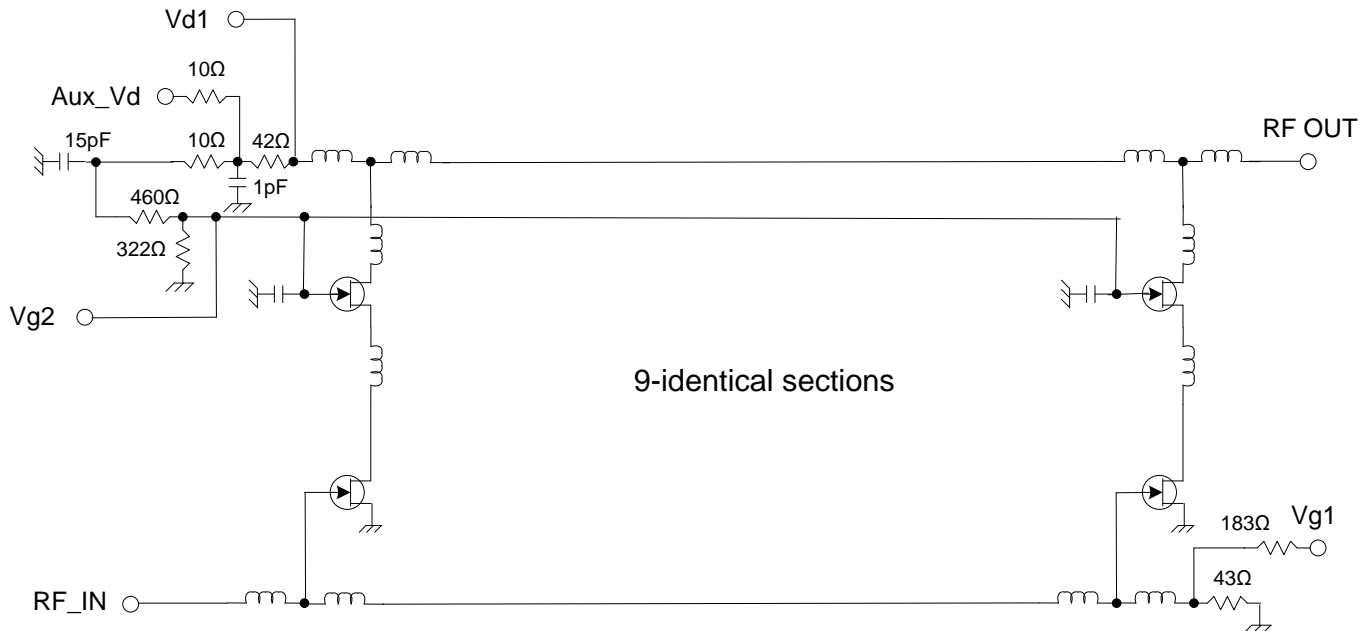 Vd1
10Ω
Aux_Vd
15pF
10Ω
42Ω
RF OUT
1pF
460Ω
322Ω
Vg2
9-identical sections
183Ω
Vg1
43Ω
RF_IN